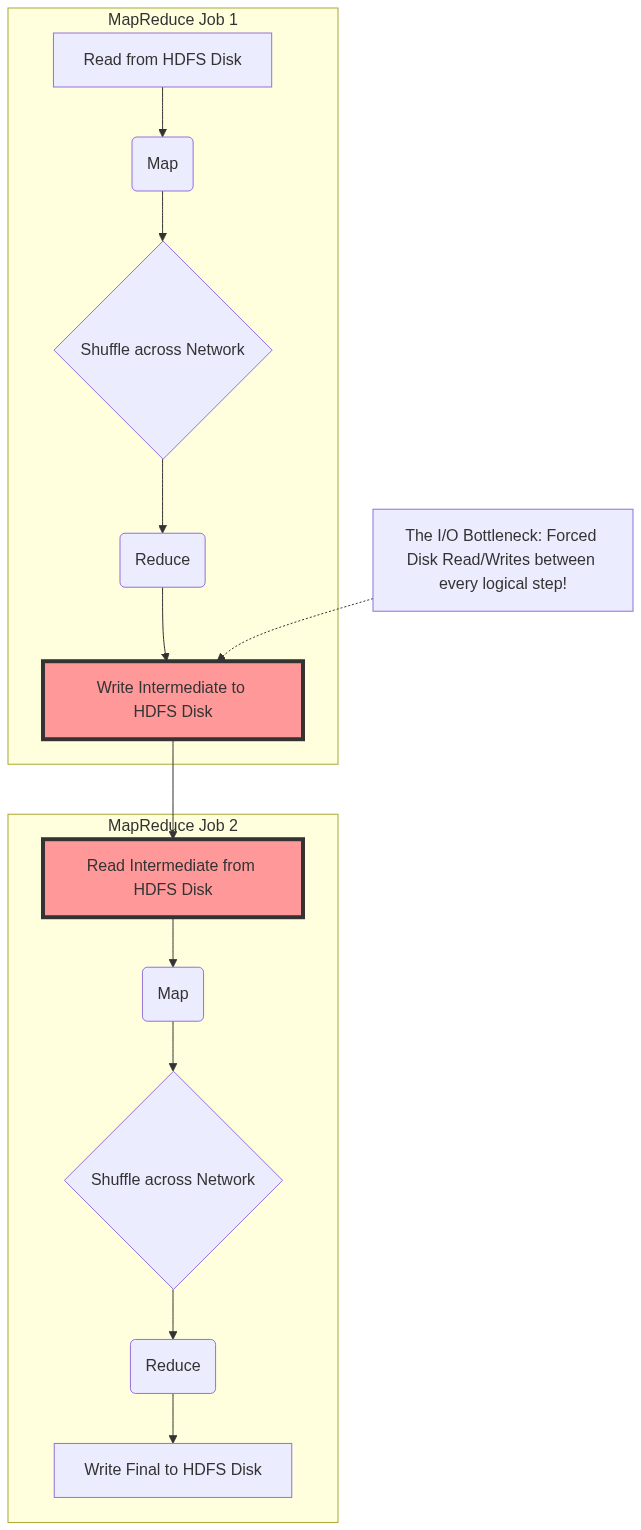 MapReduce Job 1
Read from HDFS Disk
Map
Shuffle across Network
Reduce
The I/O Bottleneck: Forced
Disk Read/Writes between
every logical step!
Write Intermediate to
HDFS Disk
MapReduce Job 2
Read Intermediate from
HDFS Disk
Map
Shuffle across Network
Reduce
Write Final to HDFS Disk